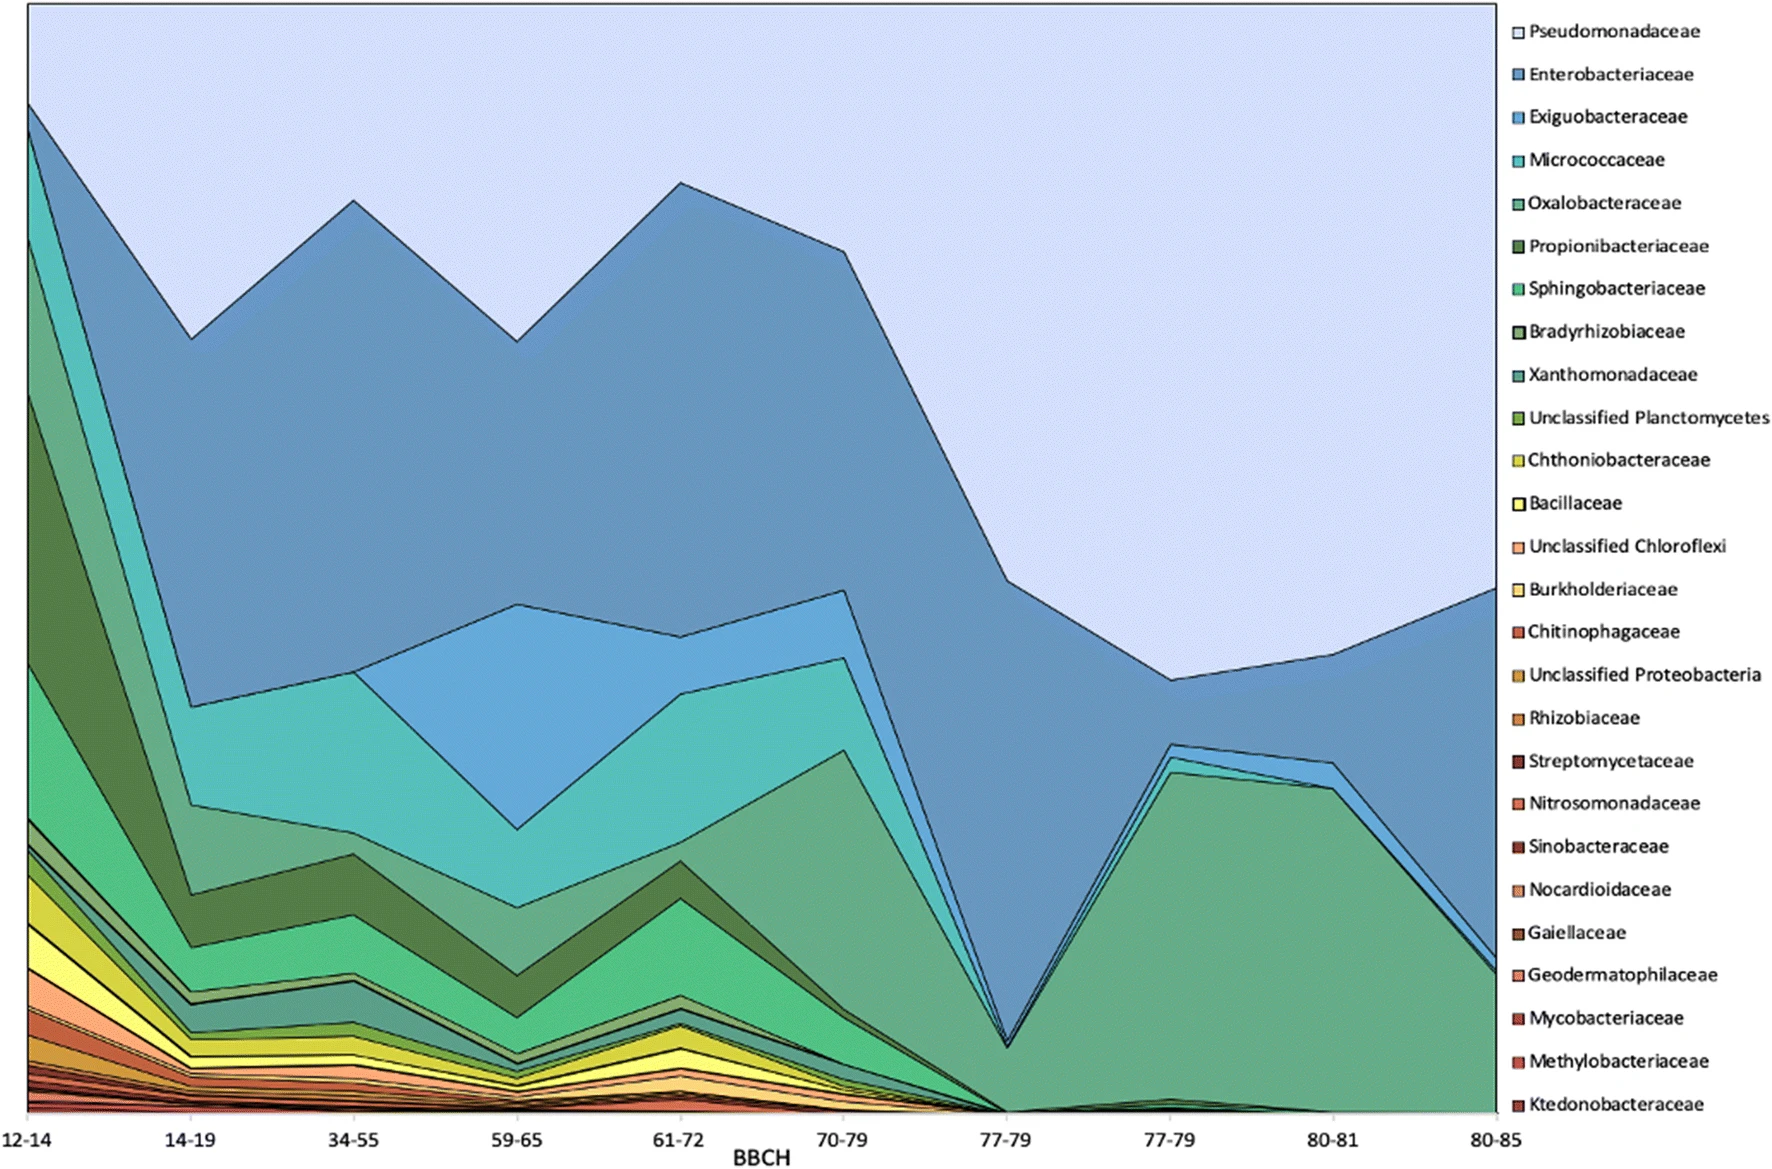 Pseudomonadaceae
Enterobacteriaceae
Exiguobacteraceae
Micrococcaceae
Oxalobacteraceae
Propionibacteriaceae
Sphingobacteriaceae
Bradyrhizobiaceae
Xanthomonadaceae
Unclassified Planctomycetes
Chthoniobacteraceae
Bacillaceae
Unclassified Chloroflexi
Burkholderiaceae
Chitinophagaceae
Unclassified Proteobacteria
Rhizobiaceae
Streptomycetaceae
Nitrosomonadaceae
Sinobacteraceae
Nocardioidaceae
Gaiellaceae
Geodermatophilaceae
Mycobacteriaceae
Methylobacteriaceae
Ktedonobacteraceae
12-14 14-19 34-55 59-65 61-72 70-79 77-79 77-79 80-81 80-85
BBCH